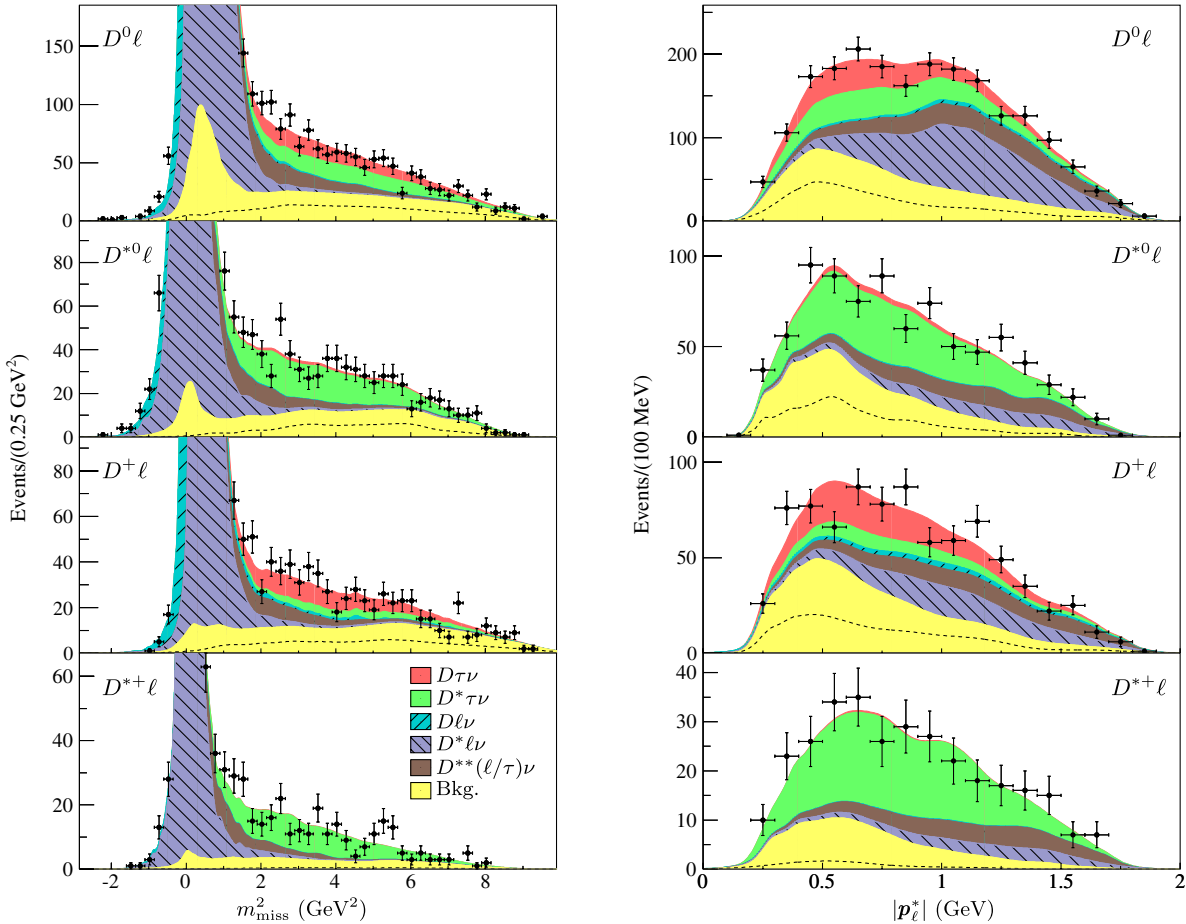 D⁰ℓ
150
100
50
0
D*⁰ℓ
80
60
40
20
0
D⁺ℓ
80
60
40
20
0
D*⁺ℓ
60
40
20
0
Dτν
D*τν
Dℓν
D*ℓν
D**(ℓ/τ)ν
Bkg.
-2 0 2 4 6 8
m²miss (GeV²)
Events/(0.25 GeV²)
D⁰ℓ
200
100
0
D*⁰ℓ
100
50
0
D⁺ℓ
100
50
0
D*⁺ℓ
40
30
20
10
0
0 0.5 1 1.5 2
|p*ℓ| (GeV)
Events/(100 MeV)